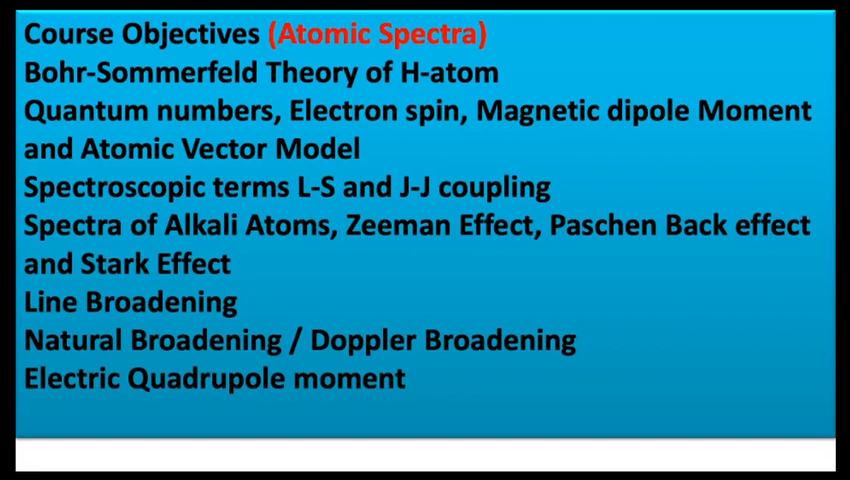 Course Objectives (Atomic Spectra)
Bohr-Sommerfeld Theory of H-atom
Quantum numbers, Electron spin, Magnetic dipole Moment
and Atomic Vector Model
Spectroscopic terms L-S and J-J coupling
Spectra of Alkali Atoms, Zeeman Effect, Paschen Back effect
and Stark Effect
Line Broadening
Natural Broadening / Doppler Broadening
Electric Quadrupole moment